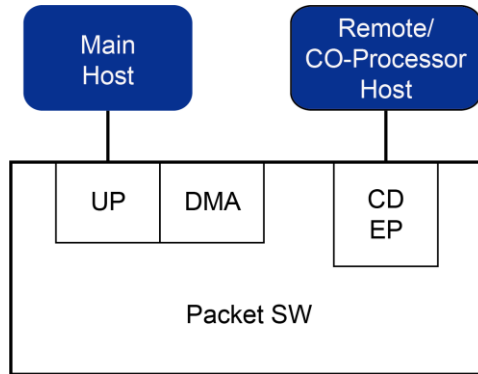 Main
Host
Remote/
CO-Processor
Host
UP
DMA
CD
EP
Packet SW